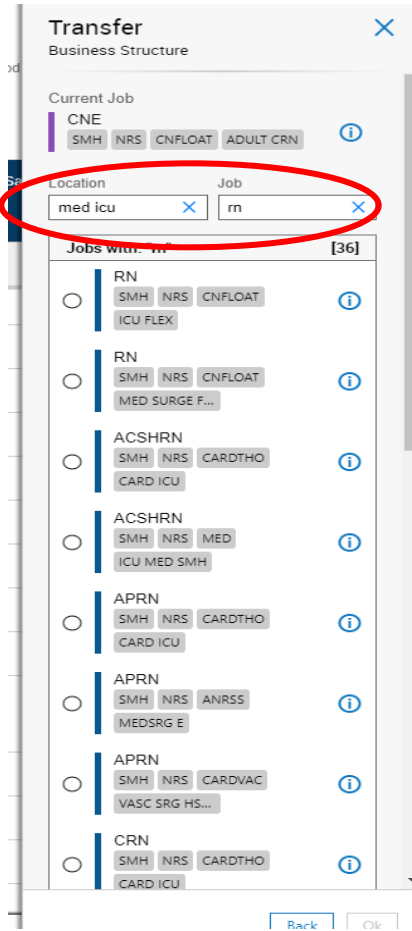 Transfer
Business Structure
Current Job
CNE
SMH NRS CNFLOAT ADULT CRN
Location Job
med icu rn
Jobs with: "rn" [36]
RN
SMH NRS CNFLOAT
ICU FLEX
RN
SMH NRS CNFLOAT
MED SURGE F...
ACSHRN
SMH NRS CARDTHO
CARD ICU
ACSHRN
SMH NRS MED
ICU MED SMH
APRN
SMH NRS CARDTHO
CARD ICU
APRN
SMH NRS ANRSS
MEDSRG E
APRN
SMH NRS CARDVAC
VASC SRG HS...
CRN
SMH NRS CARDTHO
CARD ICU
Back Ok